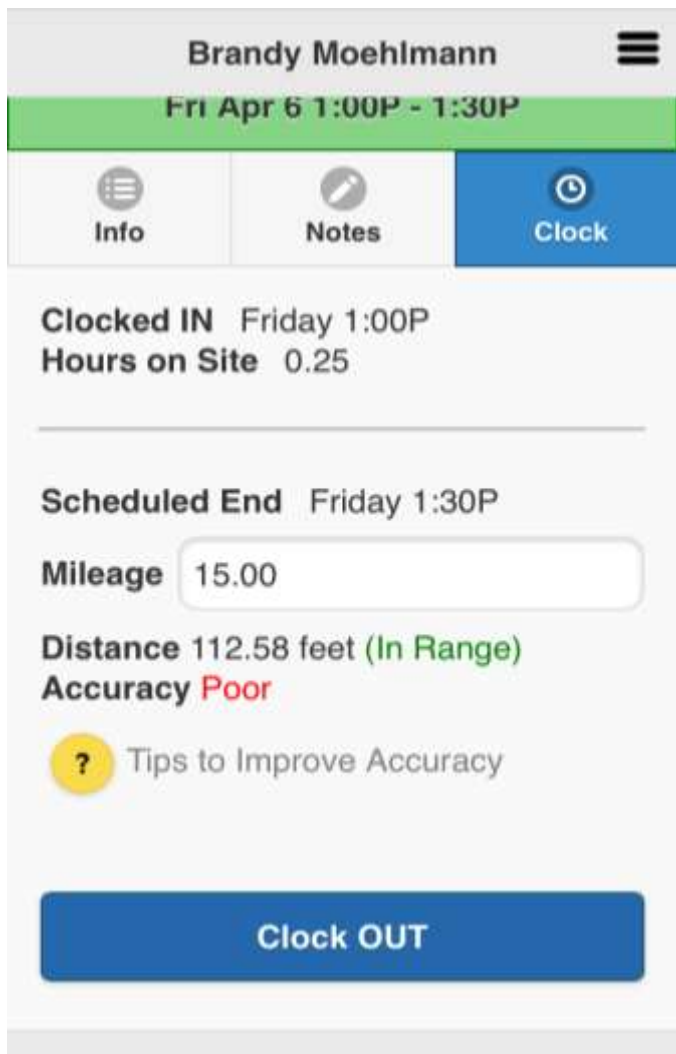 Brandy Moehlmann
Fri Apr 6 1:00P - 1:30P
Info Notes Clock
Clocked IN Friday 1:00P
Hours on Site 0.25
Scheduled End Friday 1:30P
Mileage 15.00
Distance 112.58 feet (In Range)
Accuracy Poor
? Tips to Improve Accuracy
Clock OUT